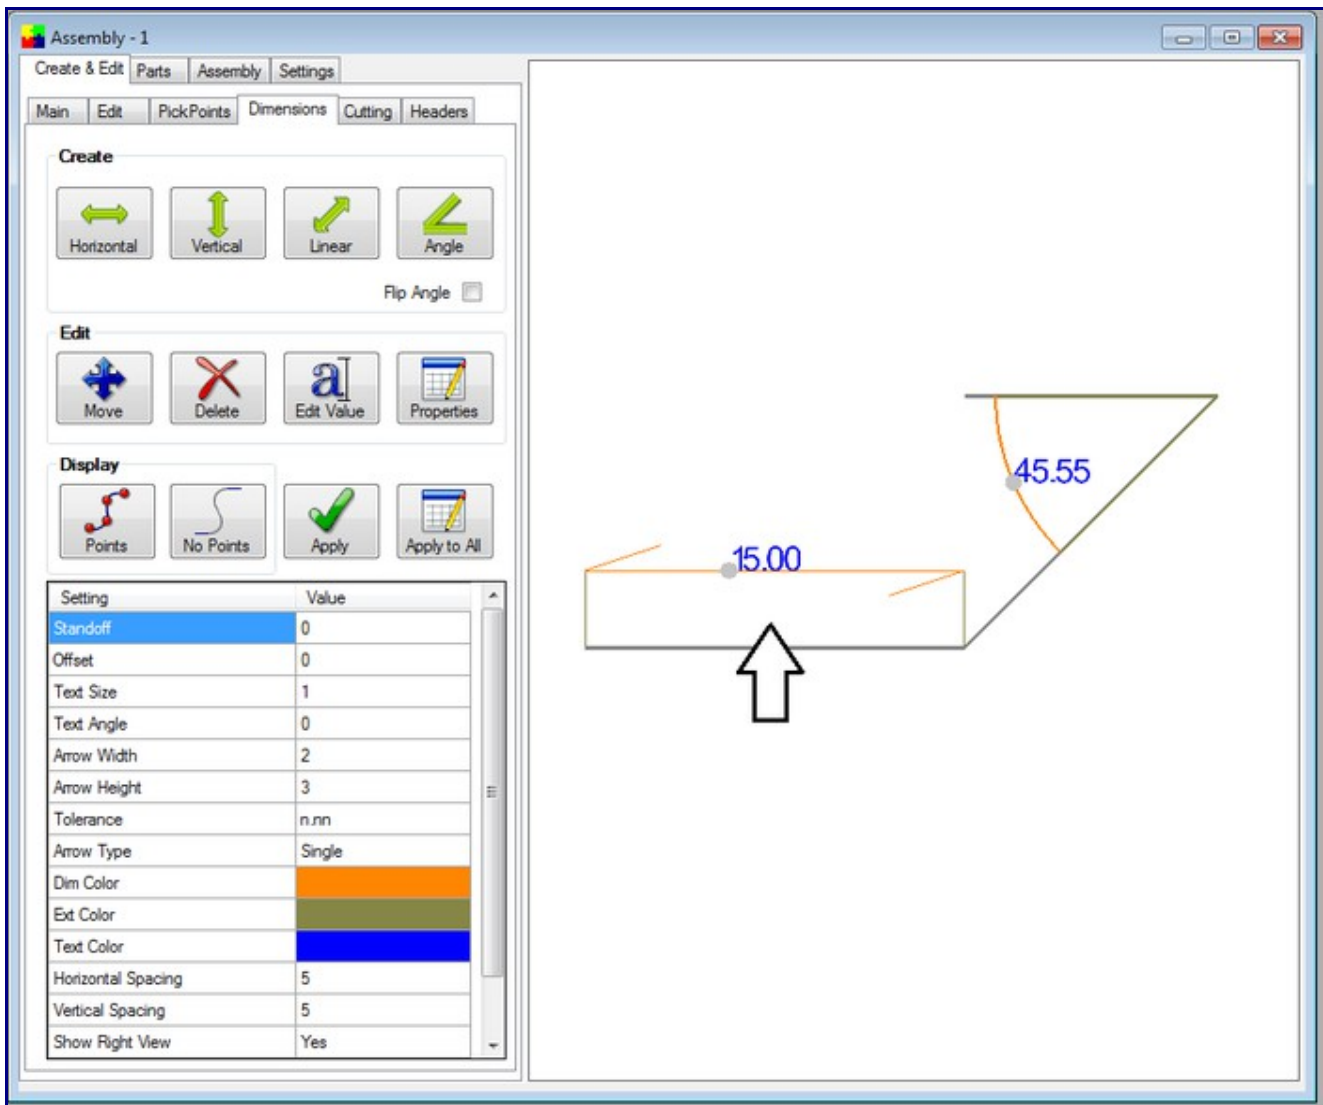 Assembly - 1
Create & Edit Parts Assembly Settings
Main Edit PickPoints Dimensions Cutting Headers
Create
Horizontal Vertical Linear Angle
Flip Angle
Edit
Move Delete Edit Value Properties
Display
Points No Points Apply Apply to All
Setting Value
Standoff 0
Offset 0
Text Size 1
Text Angle 0
Arrow Width 2
Arrow Height 3
Tolerance n.nn
Arrow Type Single
Dim Color
Ext Color
Text Color
Horizontal Spacing 5
Vertical Spacing 5
Show Right View Yes
45.55
15.00